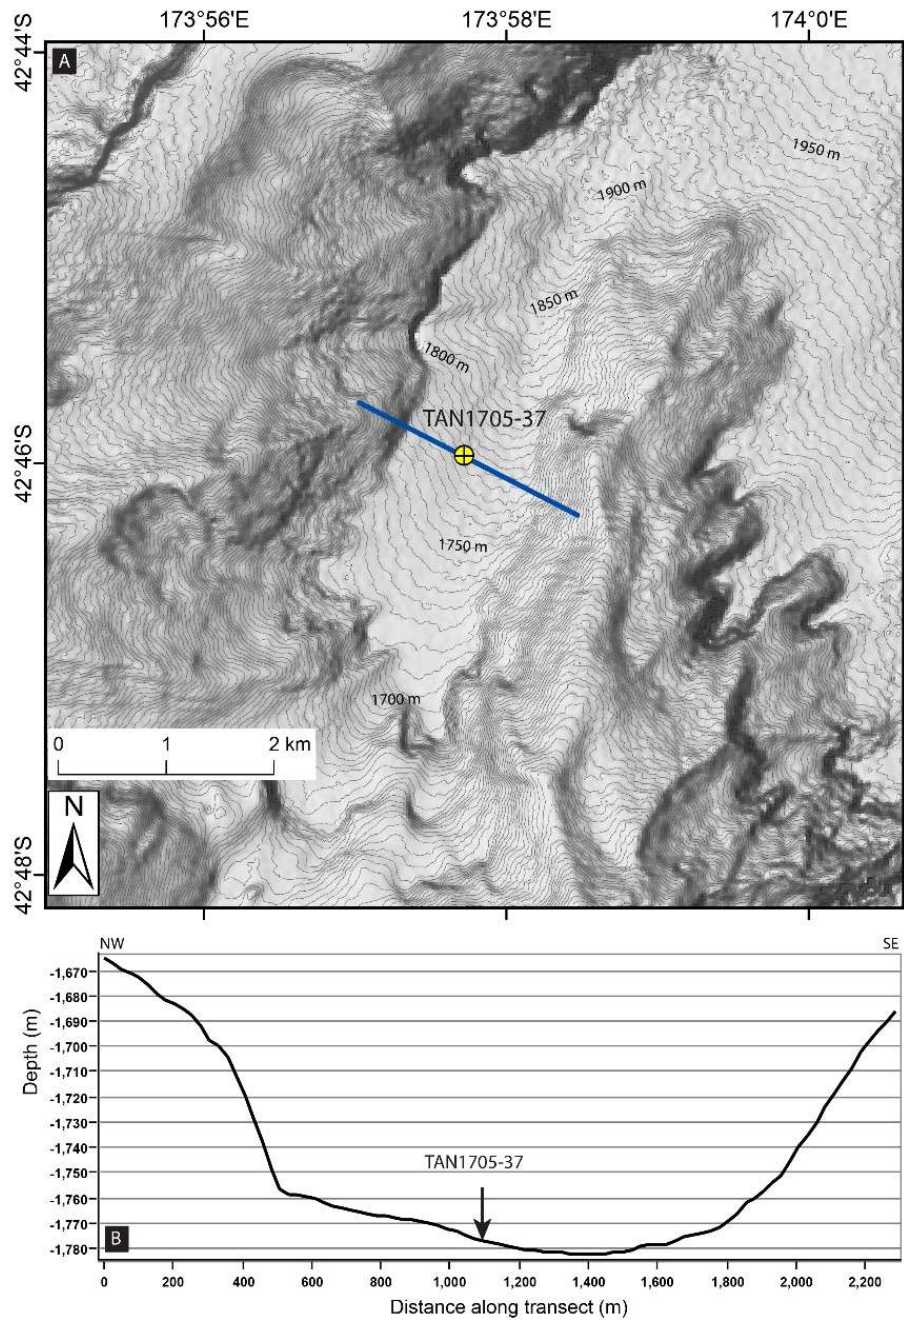 173°56'E 173°58'E 174°0'E
42°44'S
A
1950 m
1900 m
1850 m
1800 m
TAN1705-37
42°46'S
1750 m
1700 m
0 1 2 km
N
42°48'S
NW SE
-1,670
-1,680
-1,690
-1,700
-1,710
-1,720
-1,730
-1,740
-1,750
-1,760
-1,770
-1,780
Depth (m)
TAN1705-37
B
0 200 400 600 800 1,000 1,200 1,400 1,600 1,800 2,000 2,200
Distance along transect (m)